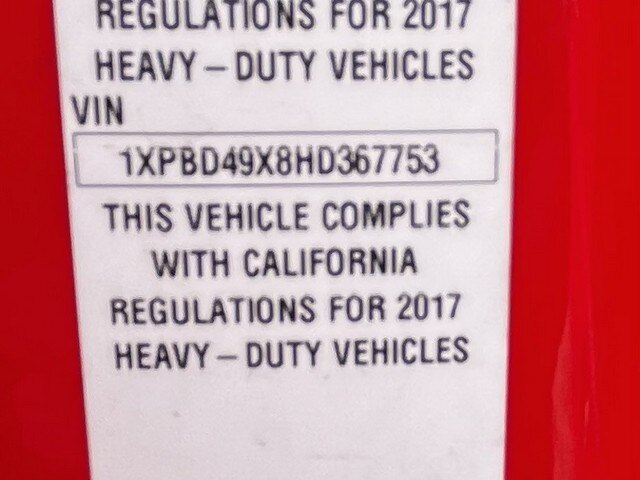 REGULATIONS FOR 2017
HEAVY – DUTY VEHICLES
VIN
1XPBD49X8HD367753
THIS VEHICLE COMPLIES
WITH CALIFORNIA
REGULATIONS FOR 2017
HEAVY – DUTY VEHICLES